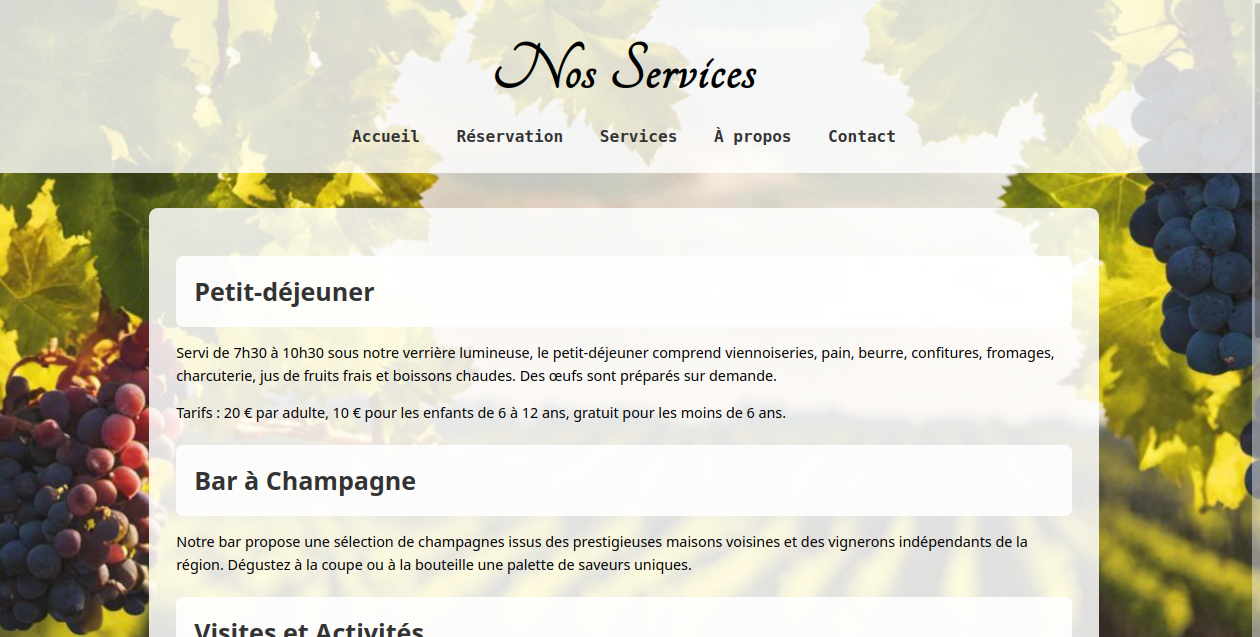 Nos Services
Accueil Réservation Services À propos Contact
Petit-déjeuner
Servi de 7h30 à 10h30 sous notre verrière lumineuse, le petit-déjeuner comprend viennoiseries, pain, beurre, confitures, fromages,
charcuterie, jus de fruits frais et boissons chaudes. Des œufs sont préparés sur demande.
Tarifs : 20 € par adulte, 10 € pour les enfants de 6 à 12 ans, gratuit pour les moins de 6 ans.
Bar à Champagne
Notre bar propose une sélection de champagnes issus des prestigieuses maisons voisines et des vignerons indépendants de la
région. Dégustez à la coupe ou à la bouteille une palette de saveurs uniques.
Visites et Activités